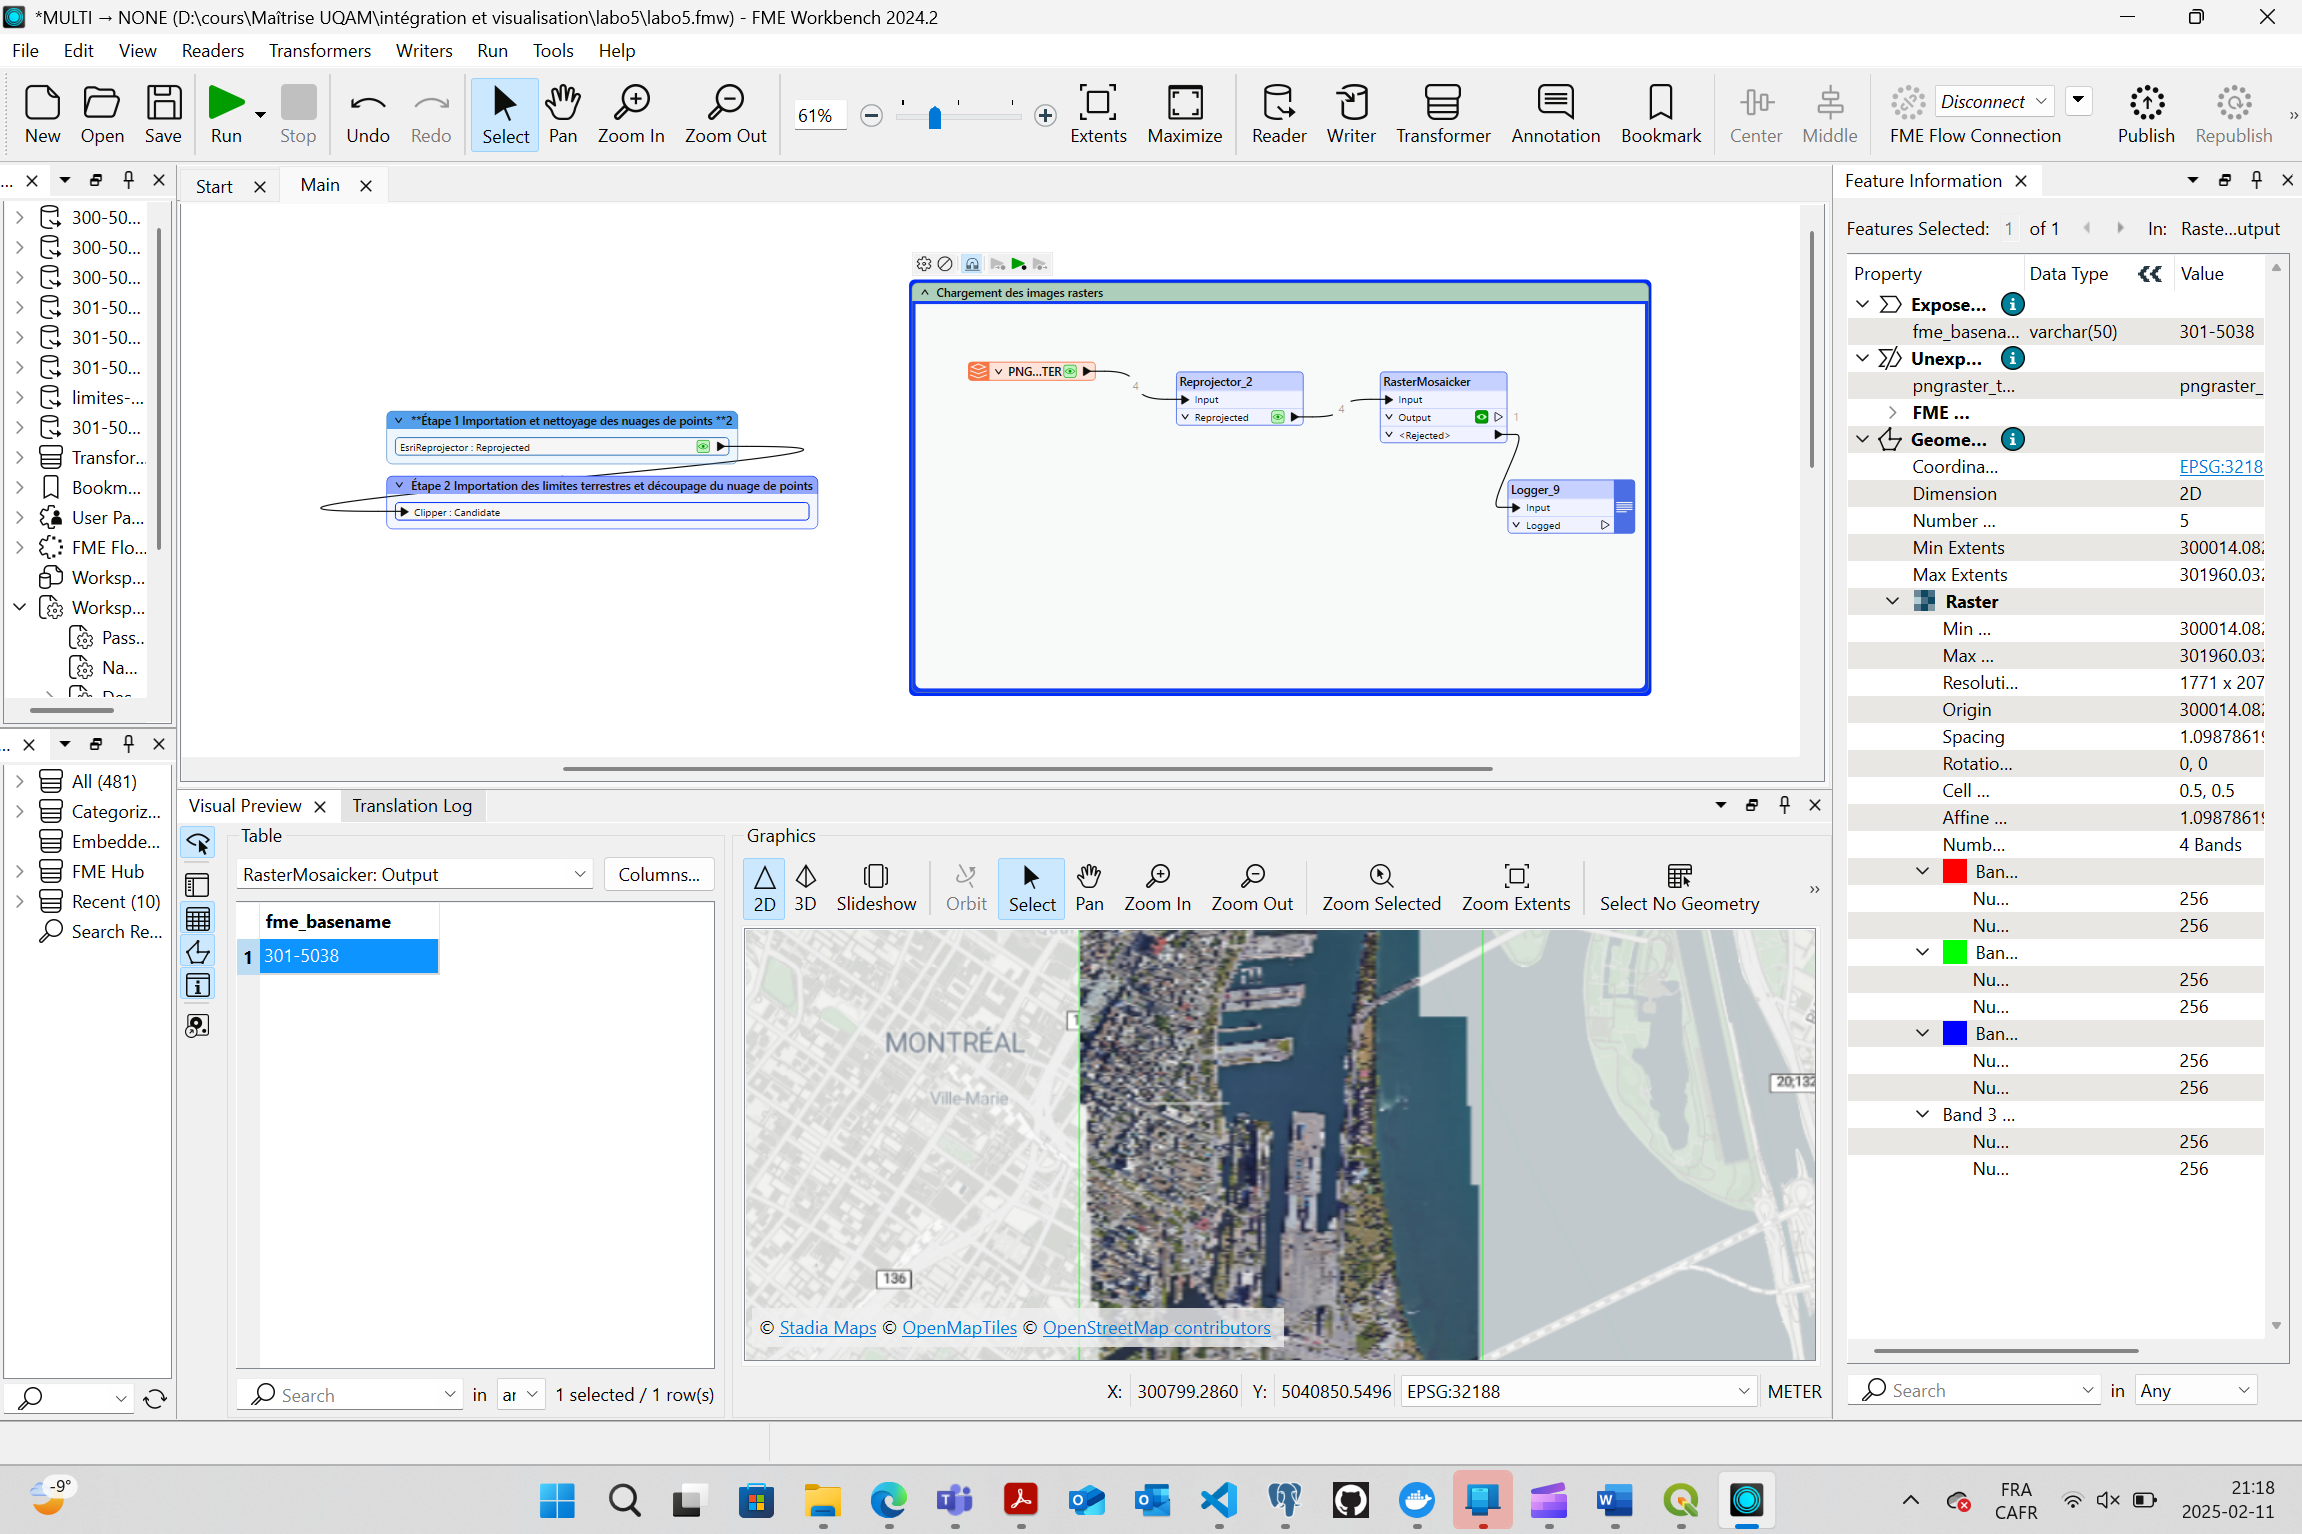 *MULTI → NONE (D:\cours\Maîtrise UQAM\intégration et visualisation\labo5\labo5.fmw) - FME Workbench 2024.2
File Edit View Readers Transformers Writers Run Tools Help
New Open Save Run Stop Undo Redo Select Pan Zoom In Zoom Out 61% Extents Maximize Reader Writer Transformer Annotation Bookmark Center Middle Disconnect FME Flow Connection Publish Republish
...
300-50...
300-50...
300-50...
301-50...
301-50...
301-50...
limites-...
301-50...
Transfor...
Bookm...
User Pa...
FME Flo...
Worksp...
Worksp...
Pass...
Na...
...
All (481)
Categoriz...
Embedde...
FME Hub
Recent (10)
Search Re...
Start Main
**Étape 1 Importation et nettoyage des nuages de points **2
EsriReprojector : Reprojected
Étape 2 Importation des limites terrestres et découpage du nuage de points
Clipper : Candidate
Chargement des images rasters
PNG...TER
4
Reprojector_2
Input
Reprojected
4
RasterMosaicker
Input
Output
1
<Rejected>
Logger_9
Input
Logged
Visual Preview Translation Log
Table
RasterMosaicker: Output Columns...
fme_basename
1 301-5038
Search in ar 1 selected / 1 row(s)
Graphics
2D 3D Slideshow Orbit Select Pan Zoom In Zoom Out Zoom Selected Zoom Extents Select No Geometry
MONTRÉAL
Ville-Marie
136
20;132
© Stadia Maps © OpenMapTiles © OpenStreetMap contributors
X: 300799.2860 Y: 5040850.5496 EPSG:32188 METER
Feature Information
Features Selected: 1 of 1 In: Raste...utput
Property Data Type Value
Expose...
fme_basena... varchar(50) 301-5038
Unexp...
pngraster_t... pngraster_
FME ...
Geome...
Coordina... EPSG:3218
Dimension 2D
Number ... 5
Min Extents 300014.082
Max Extents 301960.032
Raster
Min ... 300014.082
Max ... 301960.032
Resoluti... 1771 x 207
Origin 300014.082
Spacing 1.0987861
Rotatio... 0, 0
Cell ... 0.5, 0.5
Affine ... 1.0987861
Numb... 4 Bands
Ban...
Nu... 256
Nu... 256
Ban...
Nu... 256
Nu... 256
Ban...
Nu... 256
Nu... 256
Band 3 ...
Nu... 256
Nu... 256
Search in Any
-9°
FRA
CAFR
21:18
2025-02-11